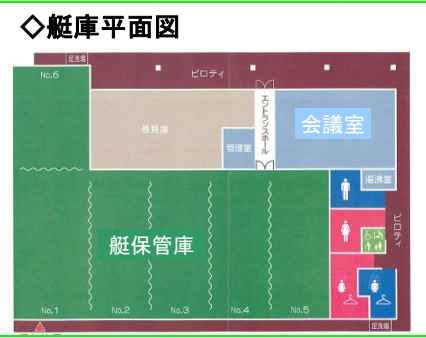 ◇艇庫平面図
足洗場
No.6
ピロティ
エントランスホール
会議室
艇具庫
管理室
湯沸室
ピロティ
艇保管庫
No.1
No.2
No.3
No.4
No.5
足洗場